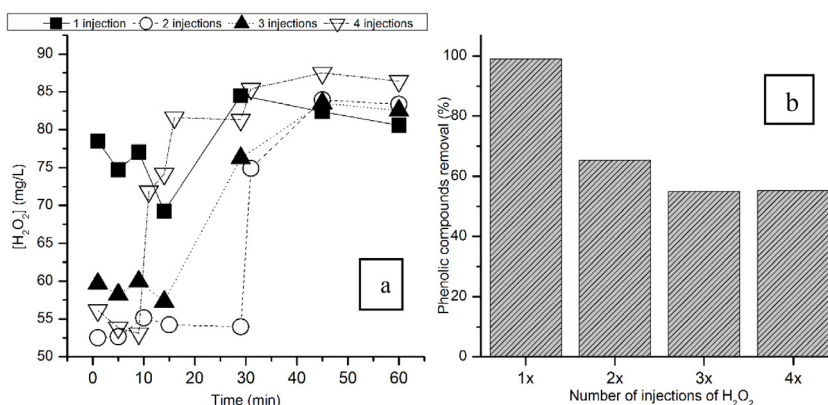 1 injection 2 injections 3 injections 4 injections
90
85
80
75
70
65
60
55
50
[H₂O₂] (mg/L)
0 10 20 30 40 50 60
Time (min)
a
100
80
60
40
20
0
Phenolic compounds removal (%)
1x 2x 3x 4x
Number of injections of H₂O₂
b